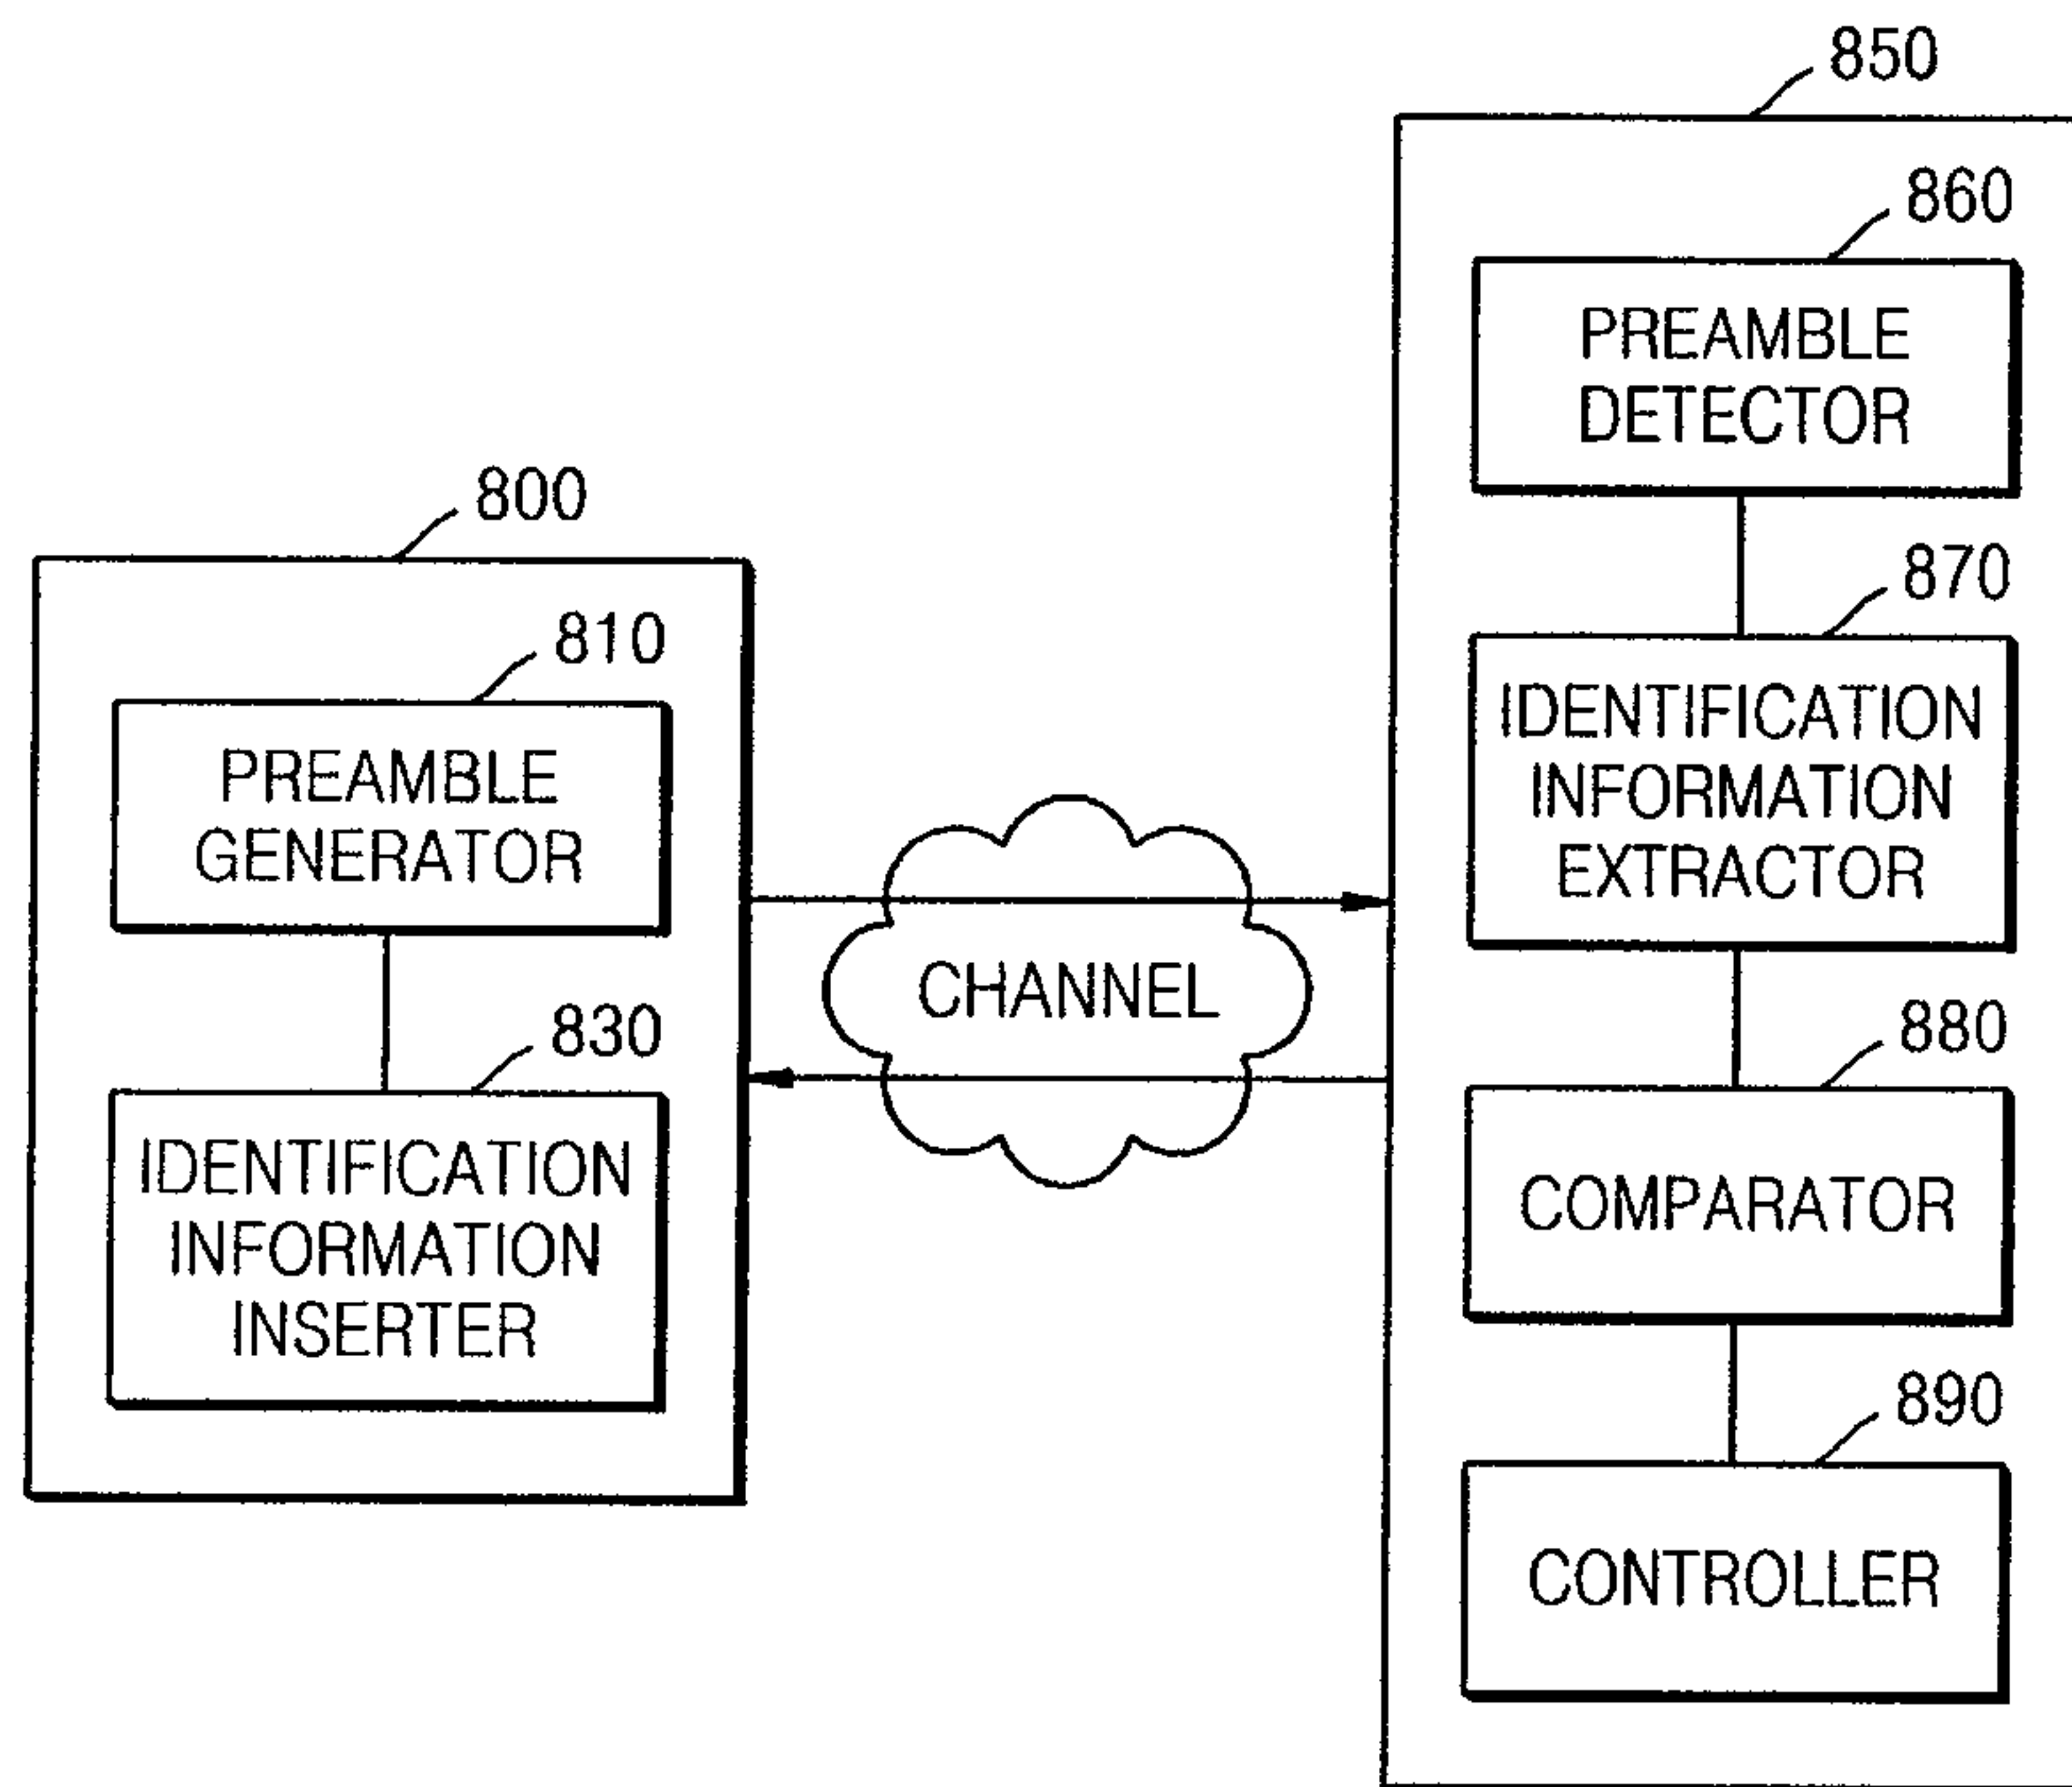 850
860
PREAMBLE
DETECTOR
800
870
810
IDENTIFICATION
INFORMATION
EXTRACTOR
PREAMBLE
GENERATOR
CHANNEL
880
830
COMPARATOR
IDENTIFICATION
INFORMATION
INSERTER
890
CONTROLLER